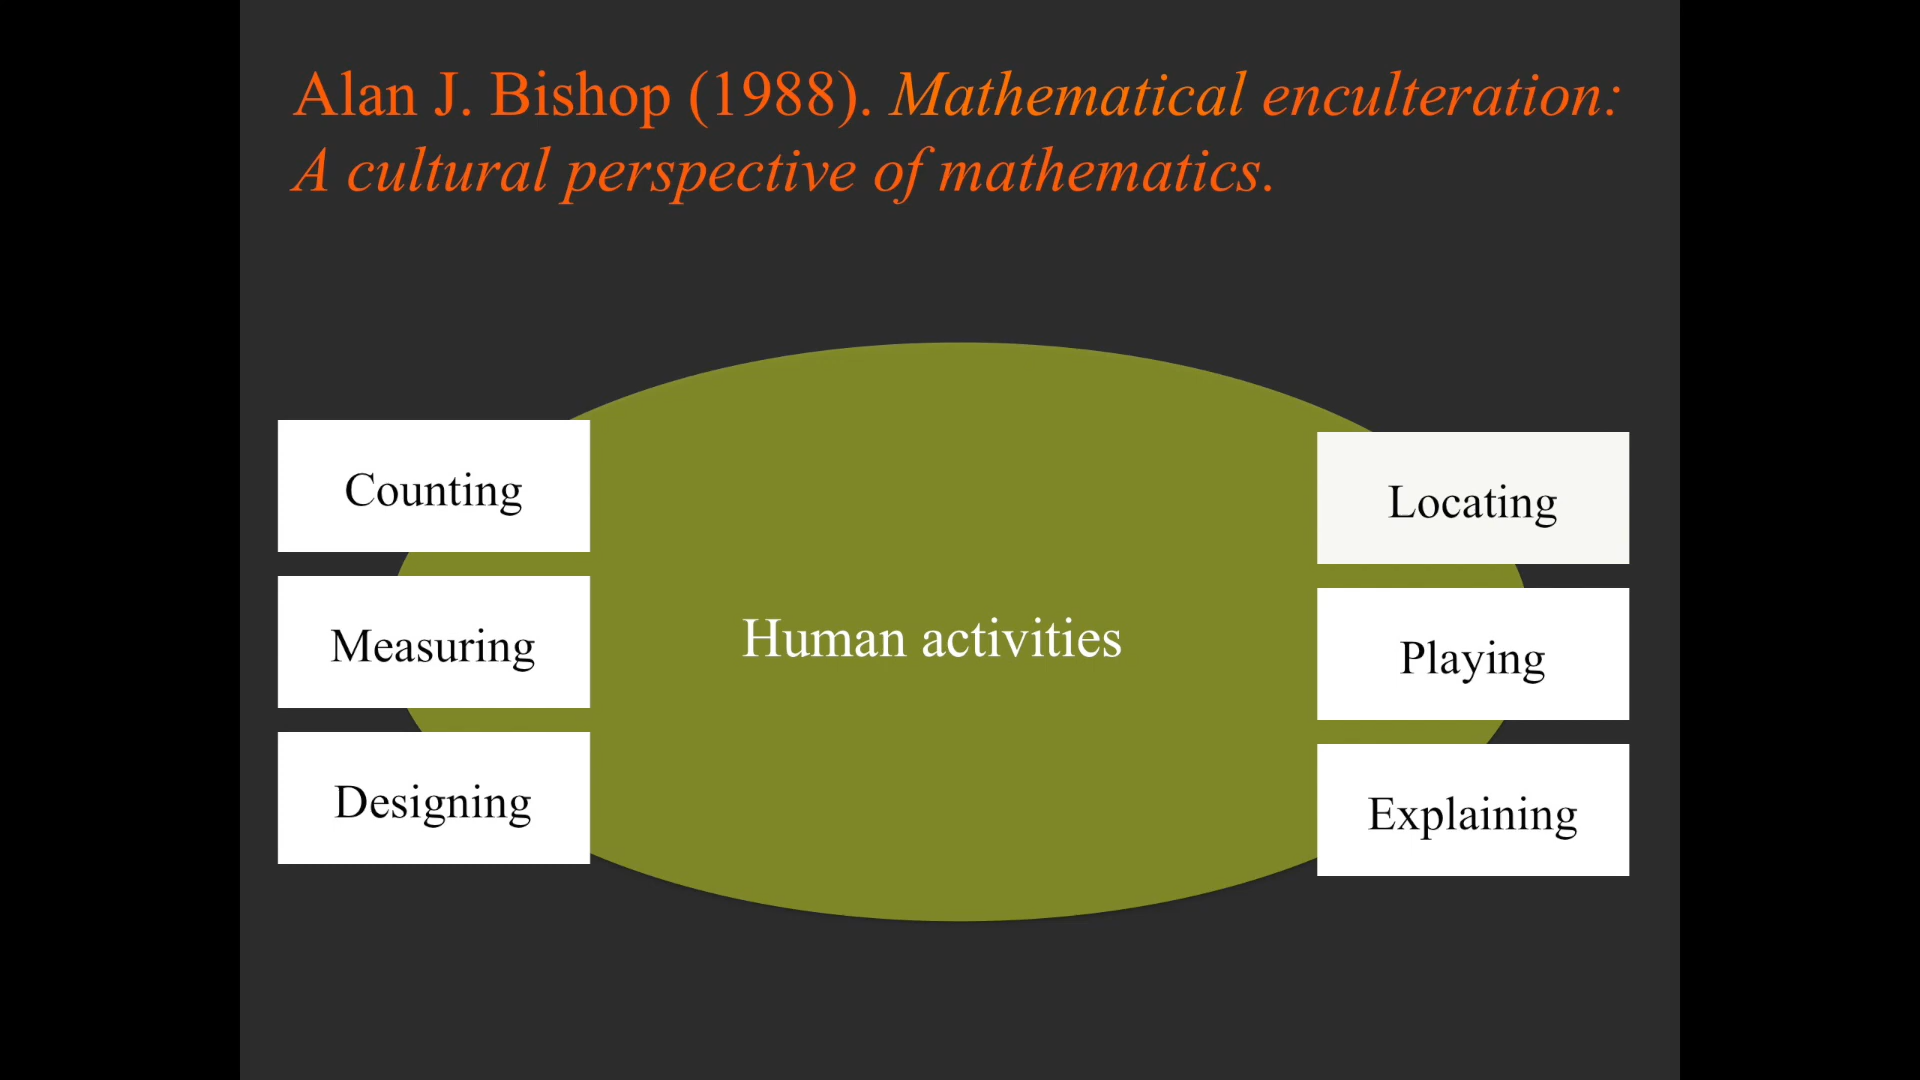 Alan J. Bishop (1988). Mathematical enculteration:
A cultural perspective of mathematics.
Counting
Measuring
Designing
Human activities
Locating
Playing
Explaining